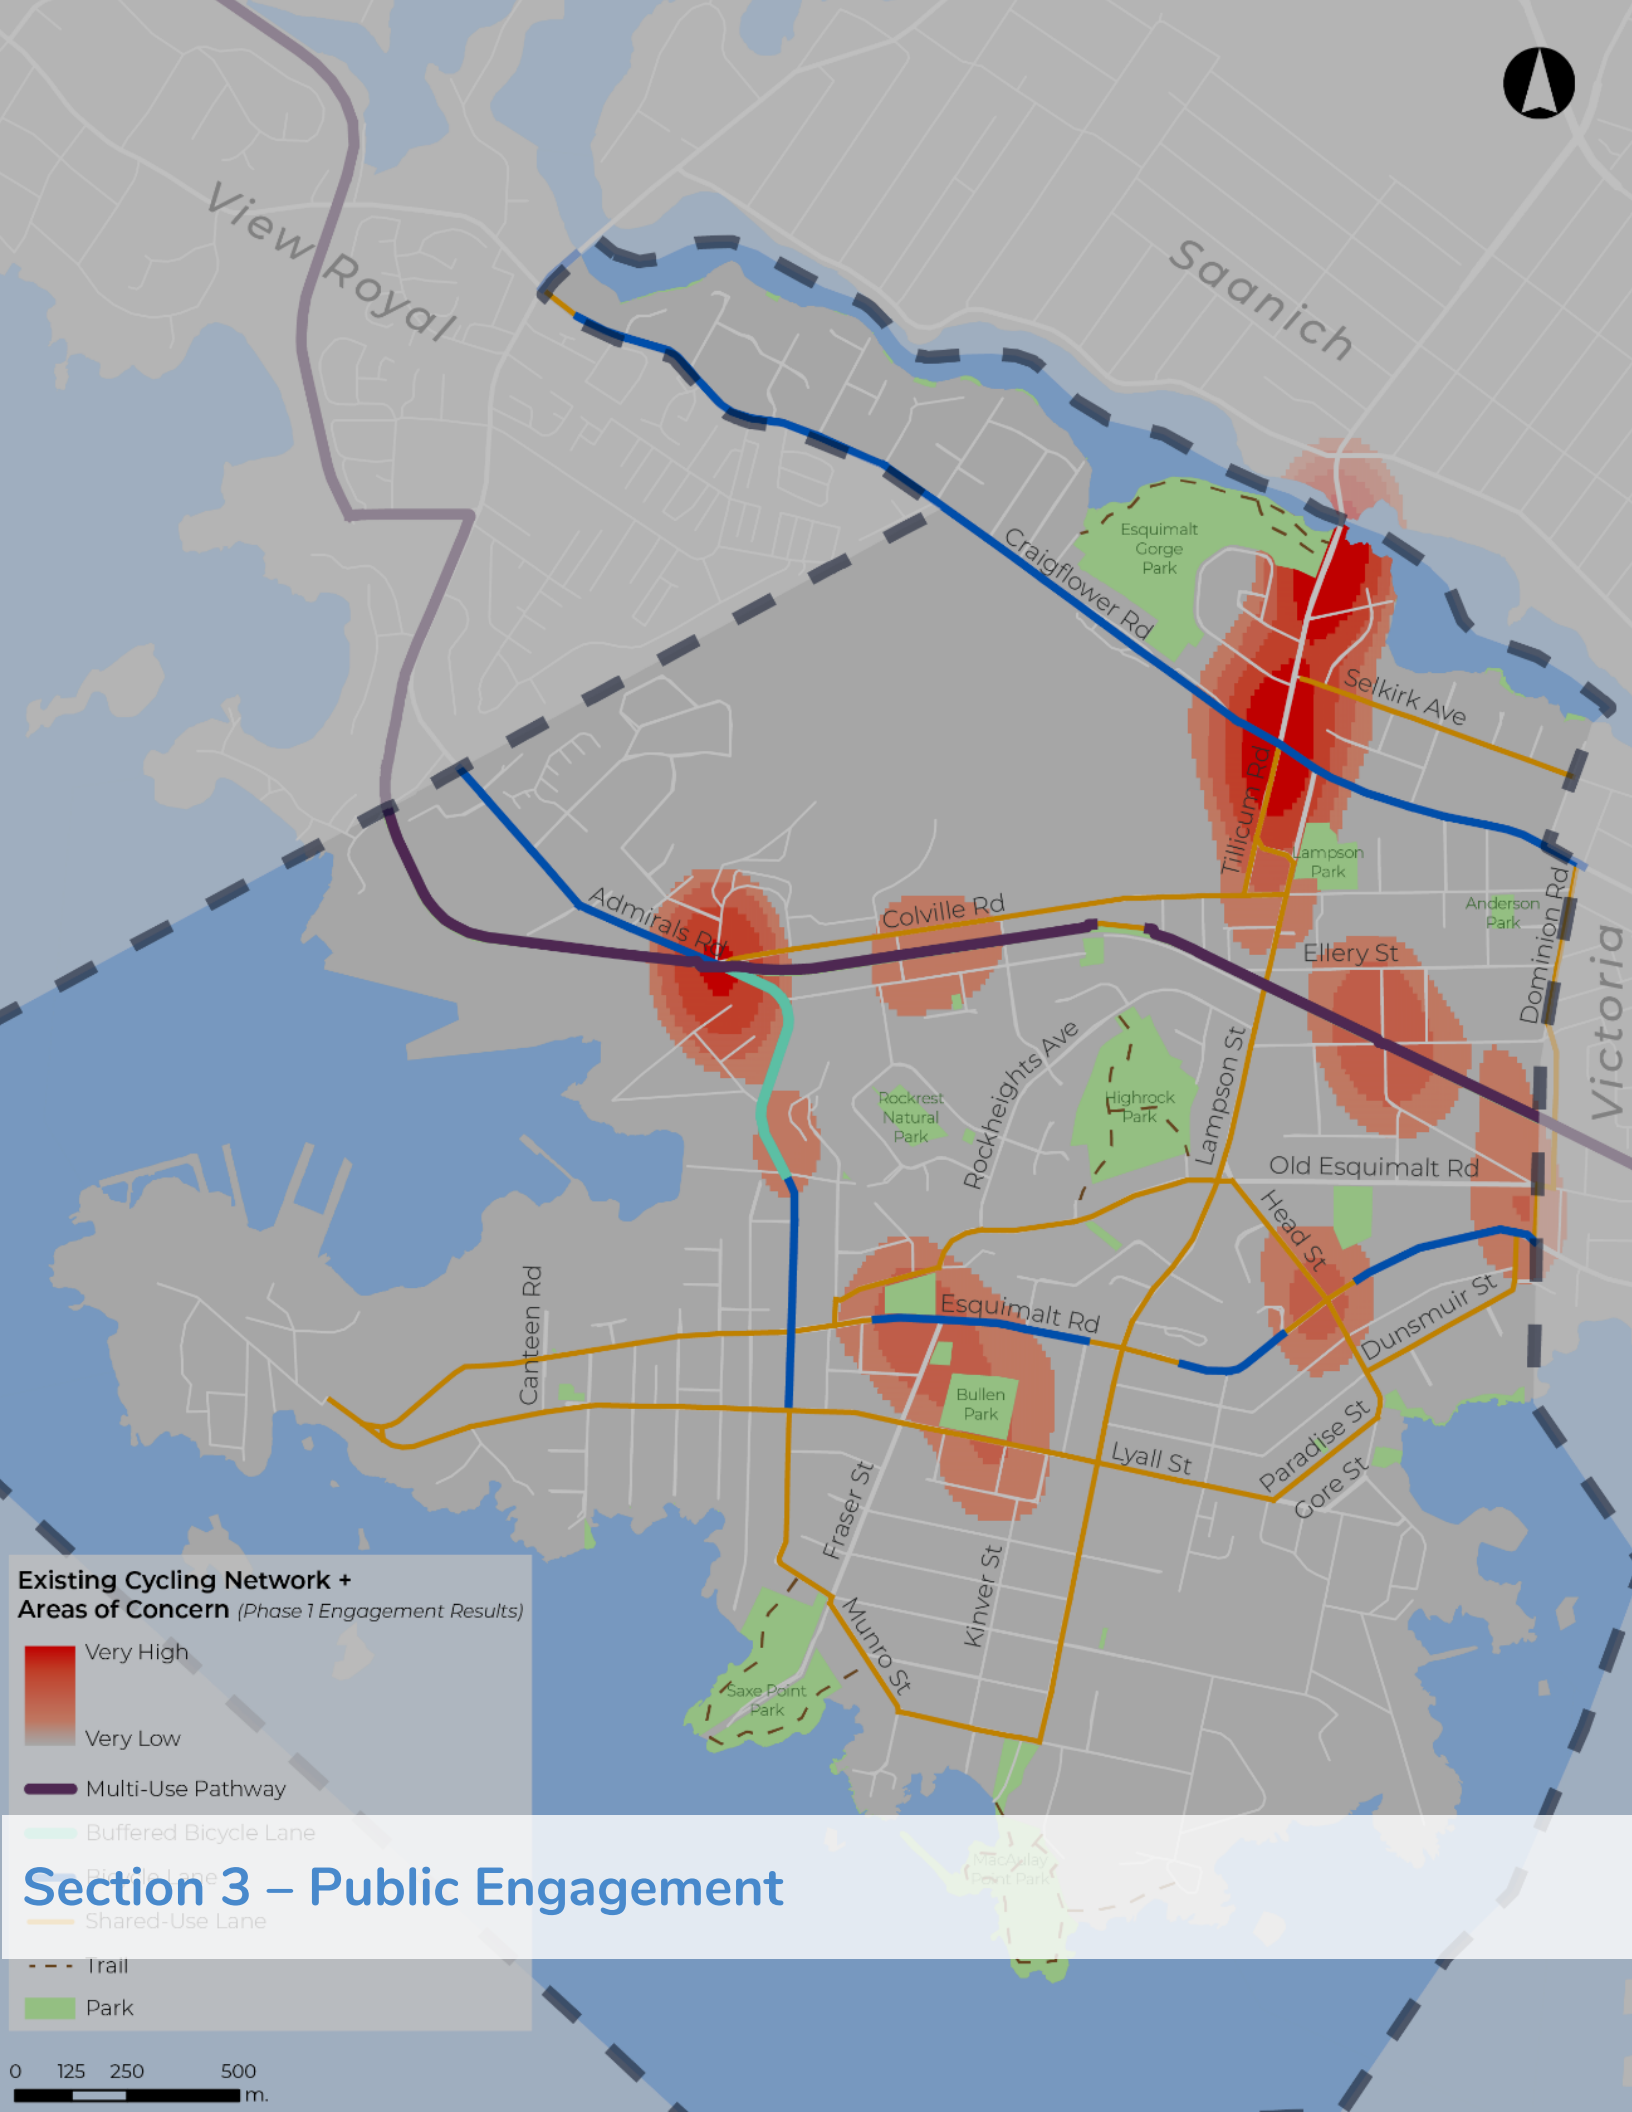 View Royal
Saanich
Esquimalt
Gorge
Park
Craigflower Rd
Selkirk Ave
Tillicum Rd
Lampson
Park
Admirals Rd
Colville Rd
Anderson
Park
Dominion Rd
Ellery St
Victoria
Rockheights Ave
Rockrest
Natural
Park
Highrock
Park
Lampson St
Old Esquimalt Rd
Head St
Canteen Rd
Esquimalt Rd
Dunsmuir St
Bullen
Park
Paradise St
Lyall St
Gore St
Fraser St
Kinver St
Munro St
Saxe Point
Park
MacAulay
Point Park
Existing Cycling Network +
Areas of Concern (Phase 1 Engagement Results)
Very High
Very Low
Multi-Use Pathway
Buffered Bicycle Lane
Bicycle Lane
Section 3 – Public Engagement
Shared-Use Lane
Trail
Park
0 125 250 500
m.